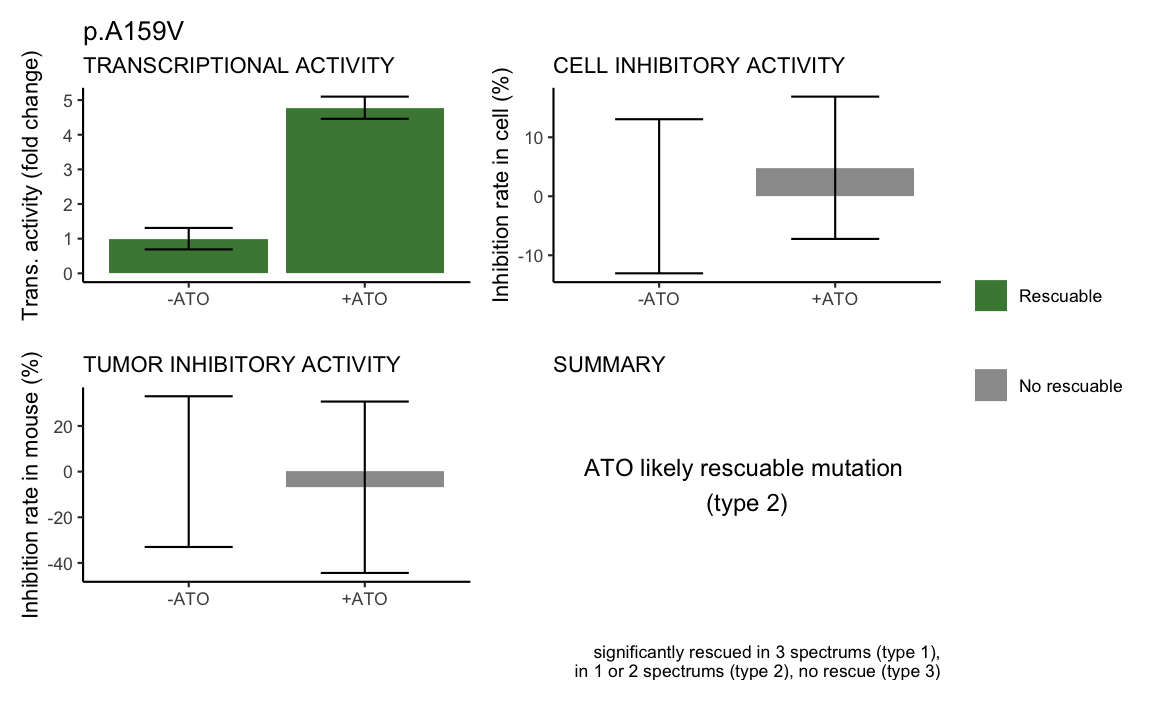 p.A159V
TRANSCRIPTIONAL ACTIVITY
Trans. activity (fold change)
5
4
3
2
1
0
-ATO
+ATO
CELL INHIBITORY ACTIVITY
Inhibition rate in cell (%)
10
0
-10
-ATO
+ATO
Rescuable
No rescuable
TUMOR INHIBITORY ACTIVITY
Inhibition rate in mouse (%)
20
0
-20
-40
-ATO
+ATO
SUMMARY
ATO likely rescuable mutation
(type 2)
significantly rescued in 3 spectrums (type 1),
in 1 or 2 spectrums (type 2), no rescue (type 3)